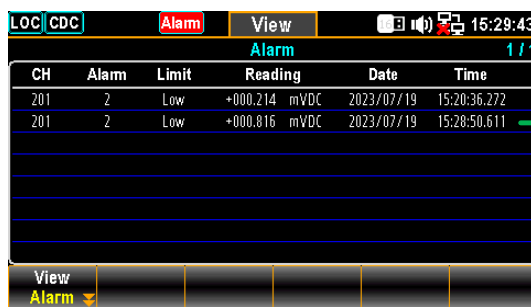 LOC CDC Alarm View 15:29:43
Alarm 1 / 1
CH Alarm Limit Reading Date Time
201 2 Low +000.214 mVDC 2023/07/19 15:20:36.272
201 2 Low +000.816 mVDC 2023/07/19 15:28:50.611
View
Alarm